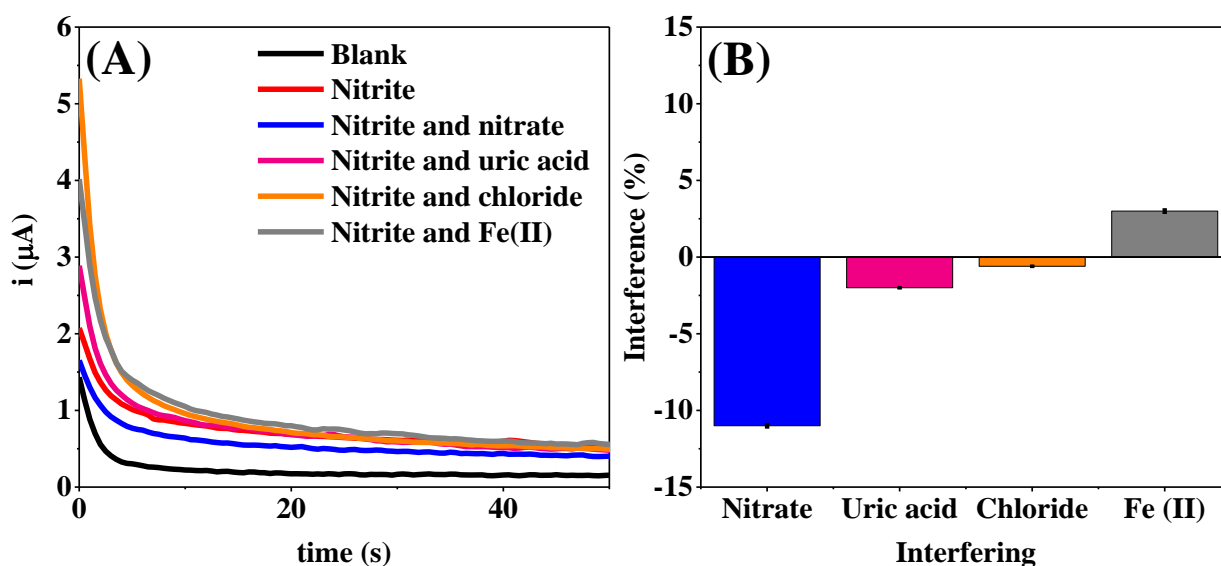 (A)
6
5
4
3
2
1
0
i (µA)
Blank
Nitrite
Nitrite and nitrate
Nitrite and uric acid
Nitrite and chloride
Nitrite and Fe(II)
0 20 40
time (s)
(B)
15
10
5
0
-5
-10
-15
Interference (%)
Nitrate Uric acid Chloride Fe (II)
Interfering